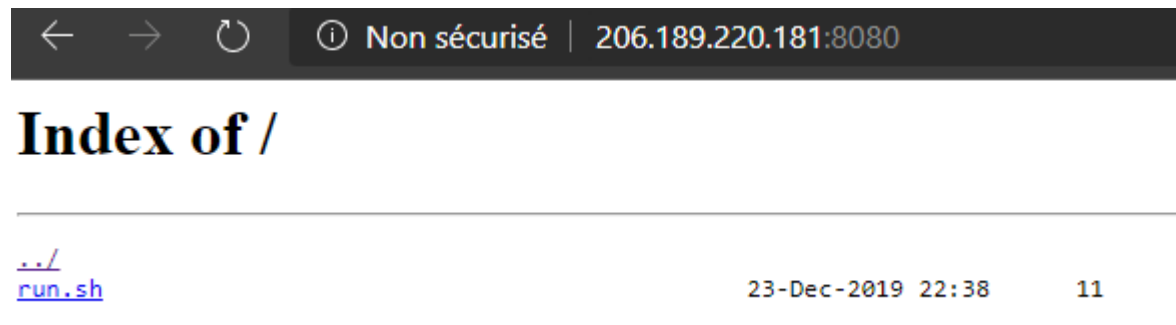 Non sécurisé | 206.189.220.181:8080
Index of /
../
run.sh 23-Dec-2019 22:38 11